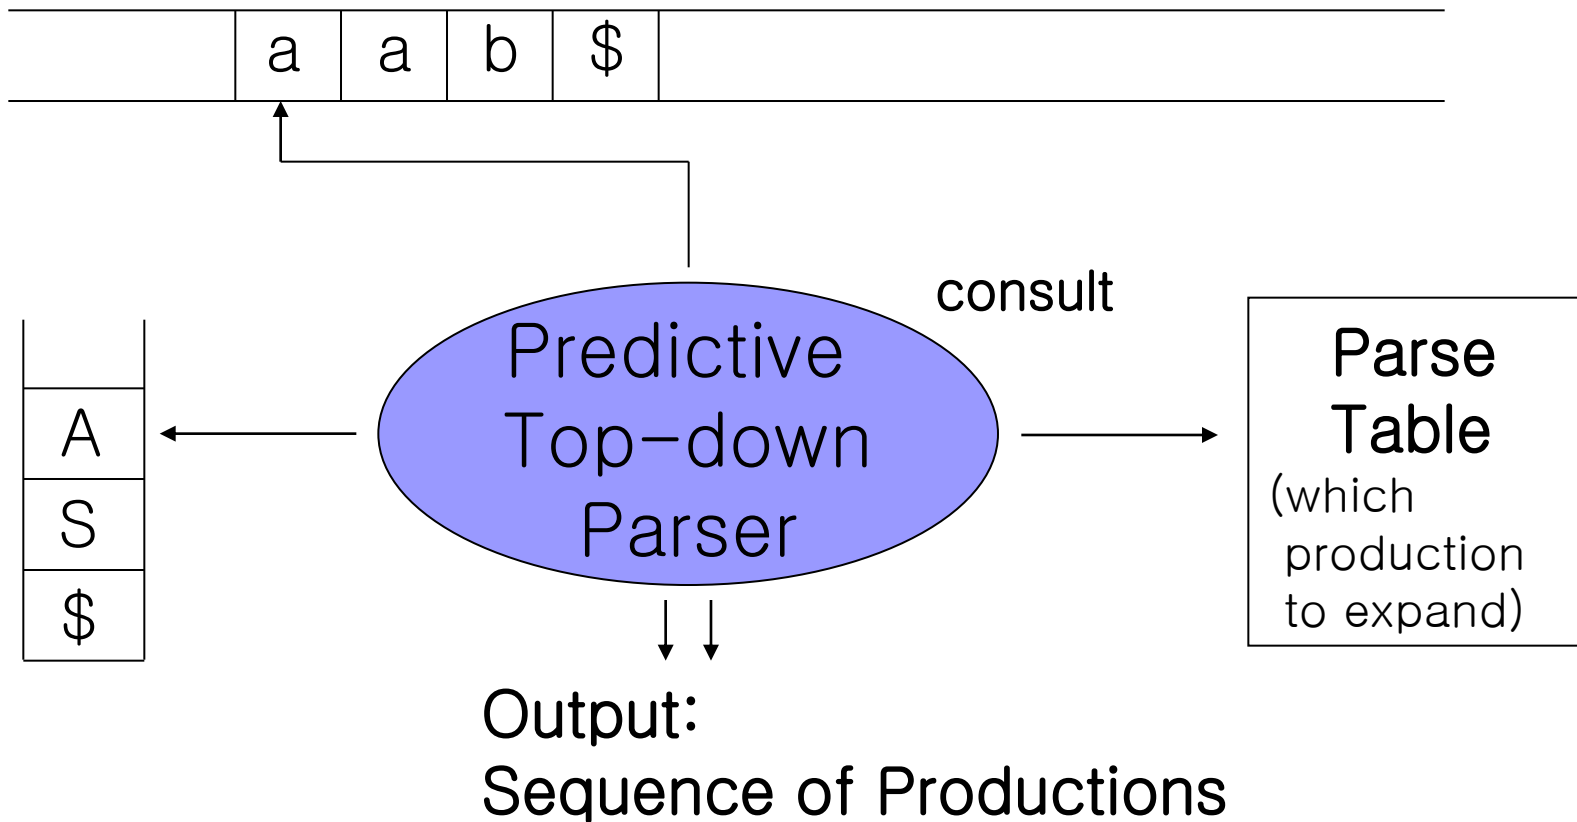 a a b $
consult
Predictive
Top-down
Parser
A
S
$
Parse
Table
(which
production
to expand)
Output:
Sequence of Productions